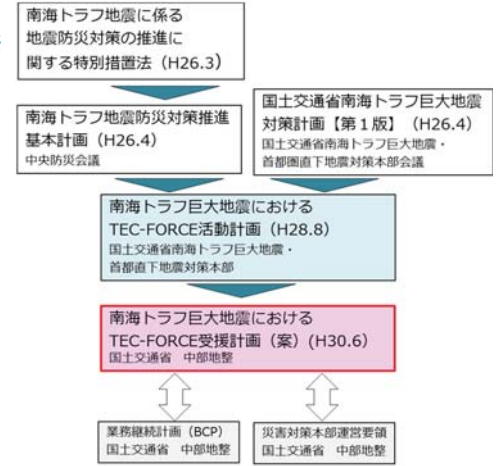 南海トラフ地震に係る
地震防災対策の推進に
関する特別措置法（H26.3）
南海トラフ地震防災対策推進
基本計画（H26.4）
中央防災会議
国土交通省南海トラフ巨大地震
対策計画【第１版】（H26.4）
国土交通省南海トラフ巨大地震・
首都圏直下地震対策本部会議
南海トラフ巨大地震における
TEC-FORCE活動計画（H28.8）
国土交通省南海トラフ巨大地震・
首都直下地震対策本部
南海トラフ巨大地震における
TEC-FORCE受援計画（案）(H30.6）
国土交通省　中部地整
業務継続計画（BCP）
国土交通省　中部地整
災害対策本部運営要領
国土交通省　中部地整